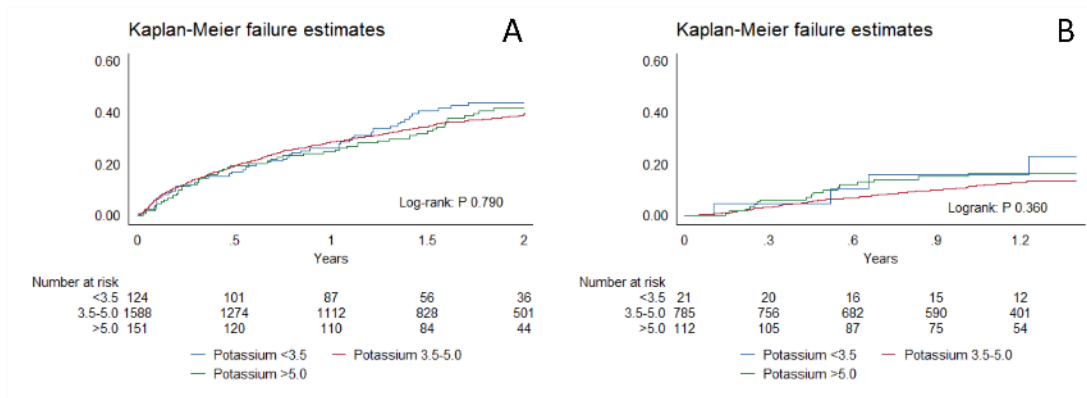 Kaplan-Meier failure estimates
A
0.60
0.40
0.20
0.00
Log-rank: P 0.790
0 .5 1 1.5 2
Years
Number at risk
<3.5 124 101 87 56 36
3.5-5.0 1588 1274 1112 828 501
>5.0 151 120 110 84 44
Potassium <3.5 Potassium 3.5-5.0
Potassium >5.0
Kaplan-Meier failure estimates
B
0.60
0.40
0.20
0.00
Logrank: P 0.360
0 .3 .6 .9 1.2
Years
Number at risk
<3.5 21 20 16 15 12
3.5-5.0 785 756 682 590 401
>5.0 112 105 87 75 54
Potassium <3.5 Potassium 3.5-5.0
Potassium >5.0